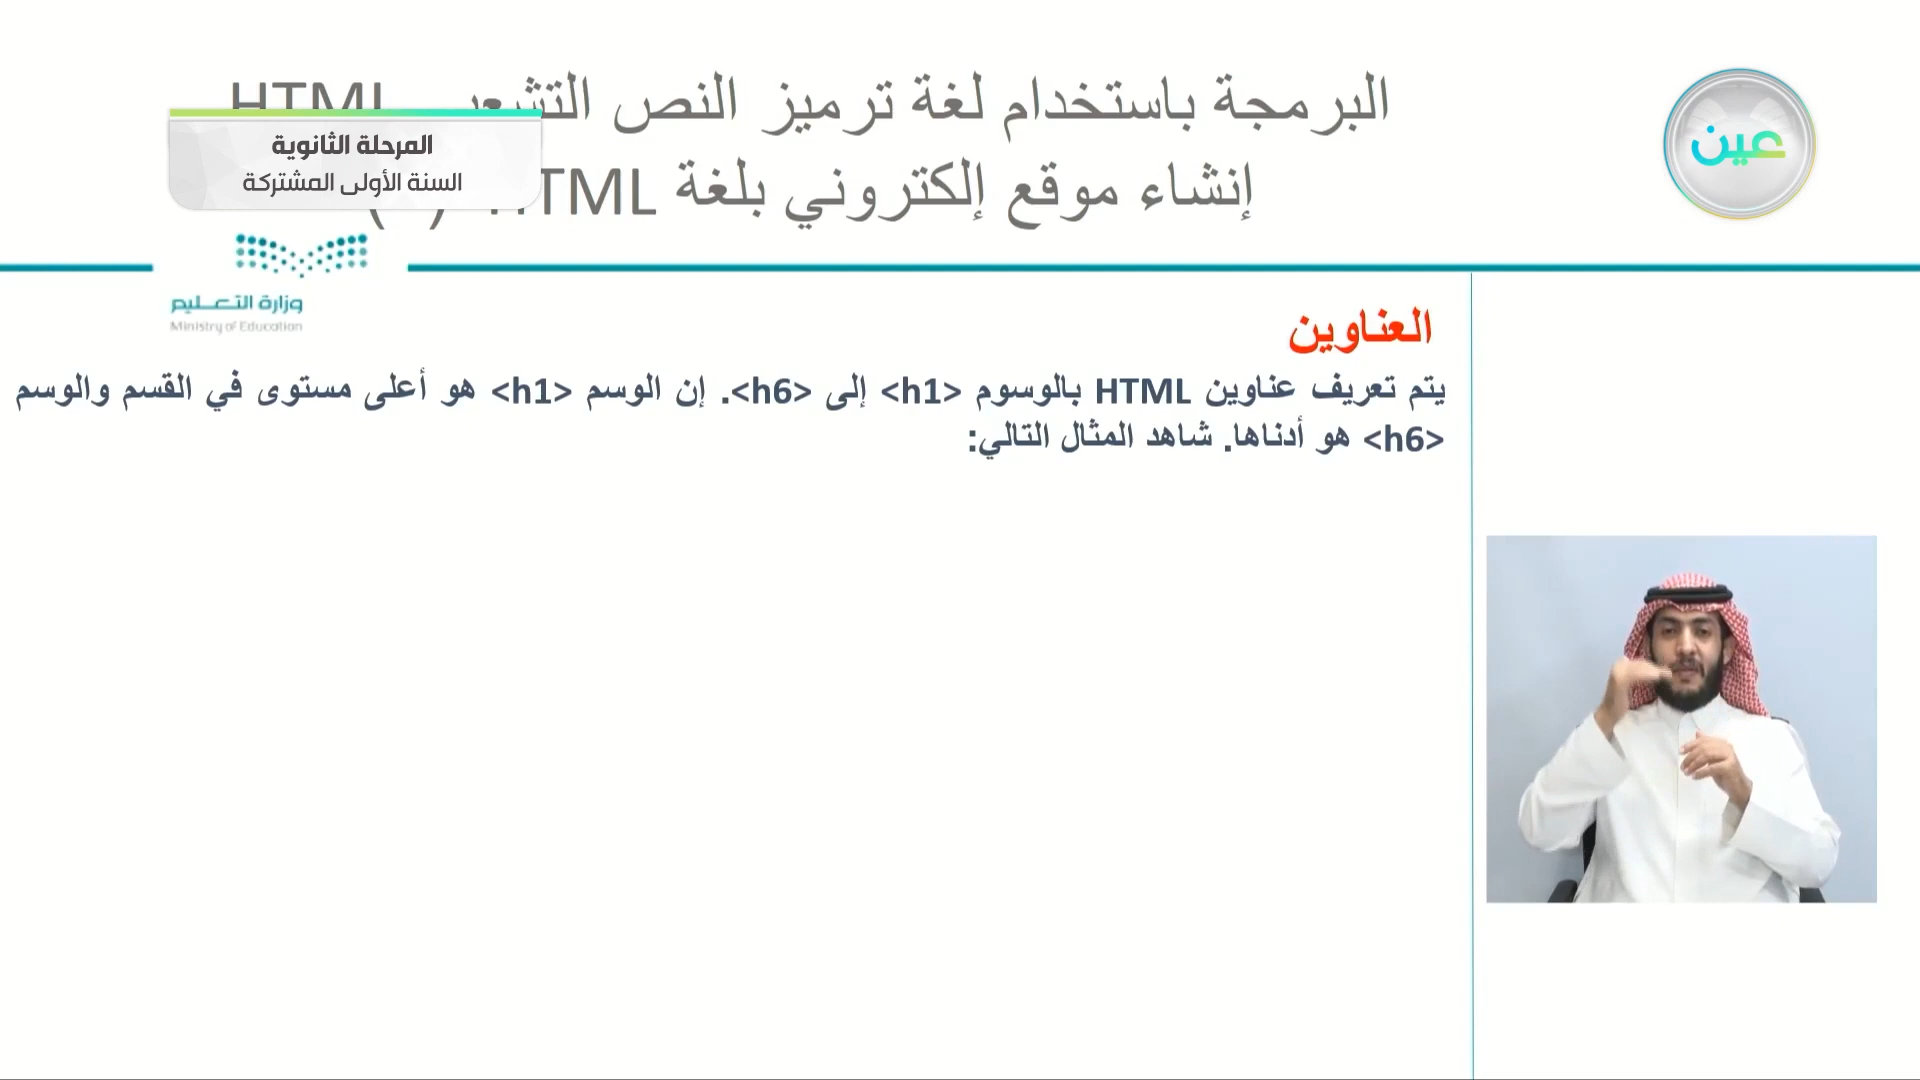 البرمجة باستخدام لغة ترميز النص
إنشاء موقع إلكتروني بلغة HTML
المرحلة الثانوية
السنة الأولى المشتركة
عين
وزارة التعليم
Ministry of Education
العناوين
يتم تعريف عناوين HTML بالوسوم <h1> إلى <h6>. إن الوسم <h1> هو أعلى مستوى في القسم والوسم
<h6> هو أدناها. شاهد المثال التالي: